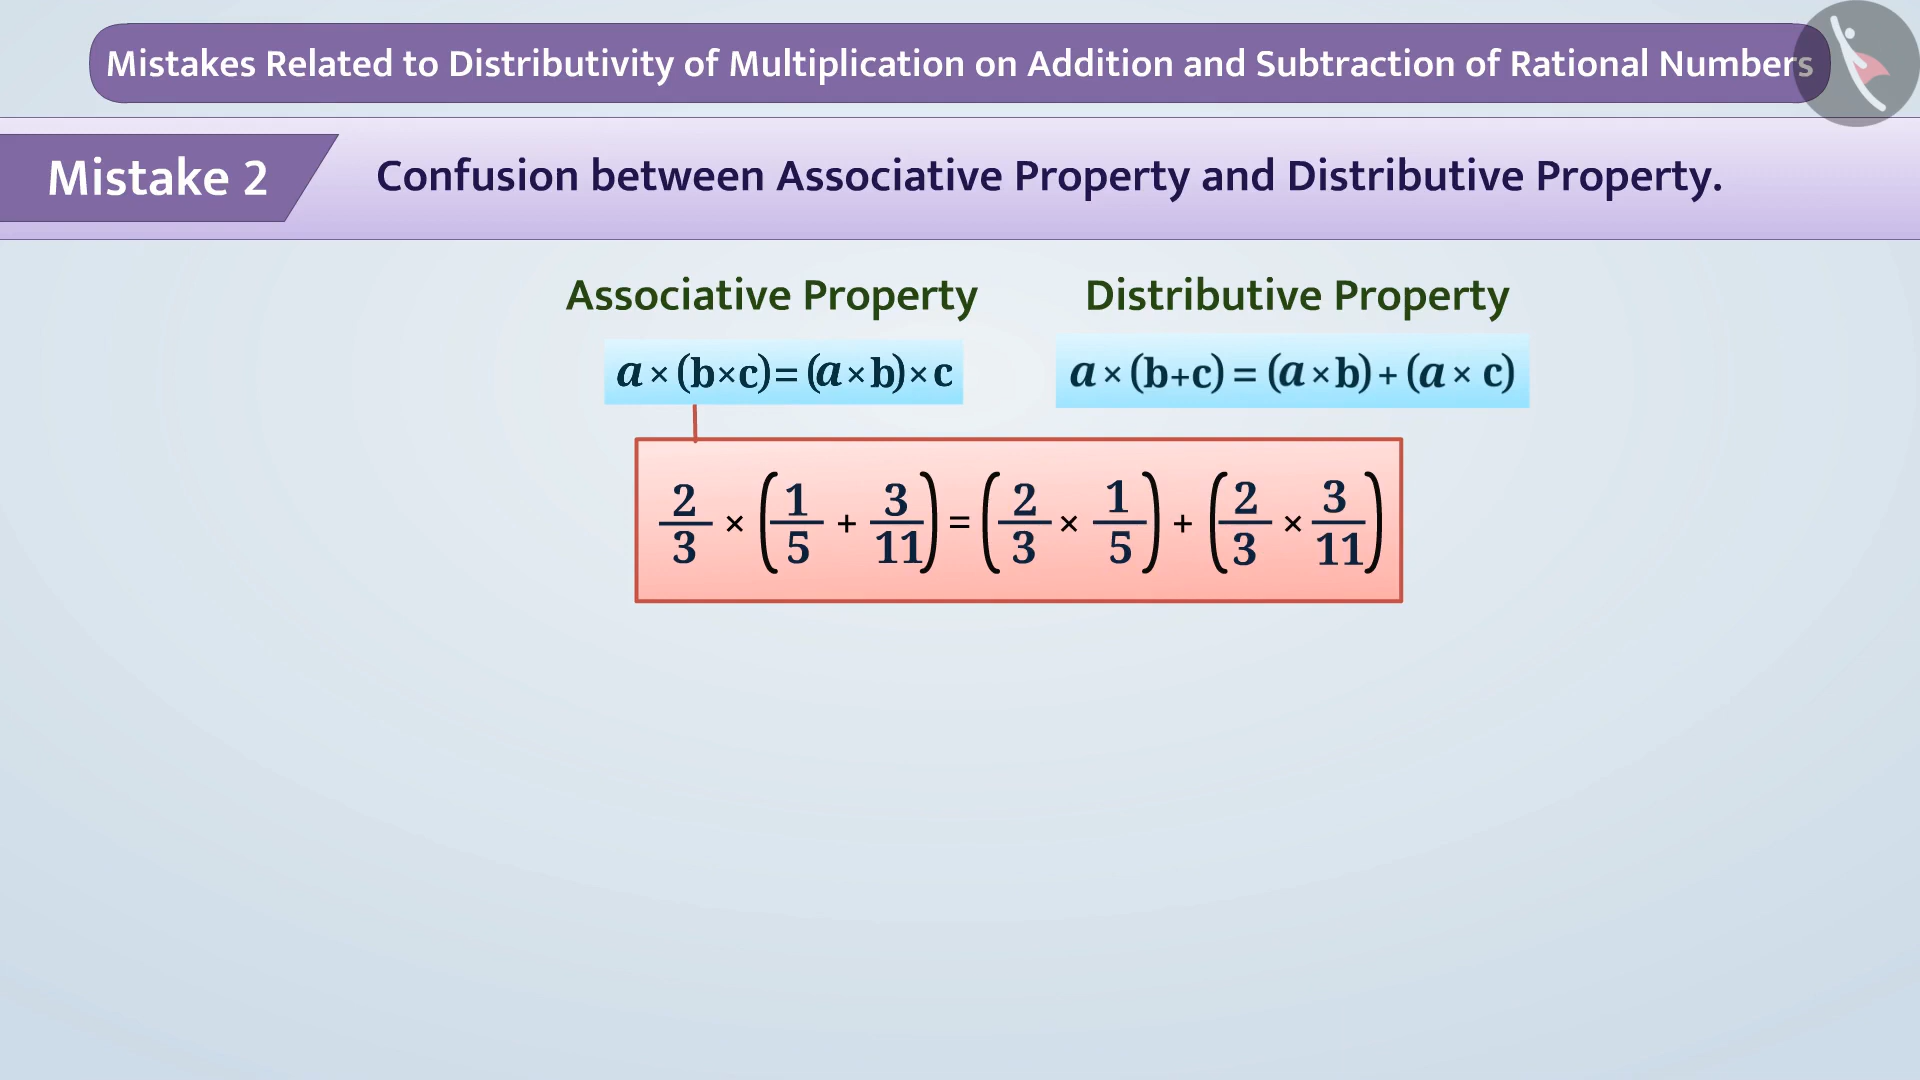 Mistakes Related to Distributivity of Multiplication on Addition and Subtraction of Rational Numbers
Mistake 2
Confusion between Associative Property and Distributive Property.
Associative Property
Distributive Property
a × (b×c)= (a×b)×c
a × (b+c) = (a ×b) + (a × c)
2/3 × (1/5 + 3/11) = (2/3 × 1/5) + (2/3 × 3/11)